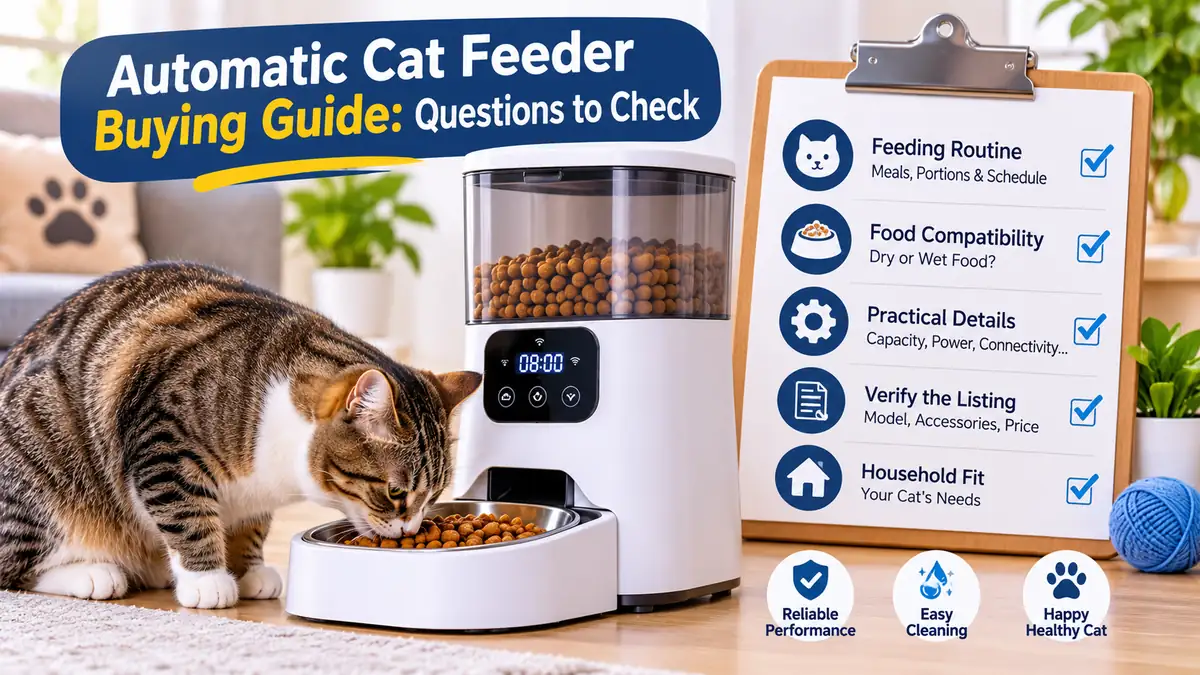 Automatic Cat Feeder
Buying Guide: Questions to Check
08:00
Feeding Routine
Meals, Portions & Schedule
Food Compatibility
Dry or Wet Food?
Practical Details
Capacity, Power, Connectivity...
Verify the Listing
Model, Accessories, Price
Household Fit
Your Cat's Needs
Reliable
Performance
Easy
Cleaning
Happy
Healthy Cat